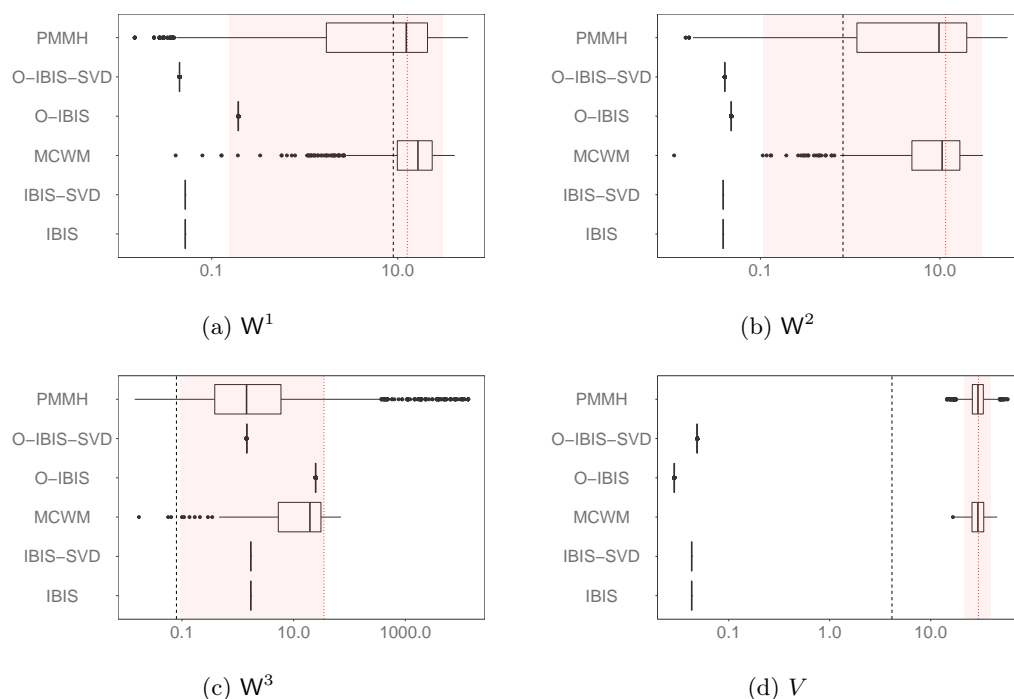 PMMH
O−IBIS−SVD
O−IBIS
MCWM
IBIS−SVD
IBIS
0.1 10.0
(a) W¹
PMMH
O−IBIS−SVD
O−IBIS
MCWM
IBIS−SVD
IBIS
0.1 10.0
(b) W²
PMMH
O−IBIS−SVD
O−IBIS
MCWM
IBIS−SVD
IBIS
0.1 10.0 1000.0
(c) W³
PMMH
O−IBIS−SVD
O−IBIS
MCWM
IBIS−SVD
IBIS
0.1 1.0 10.0
(d) V